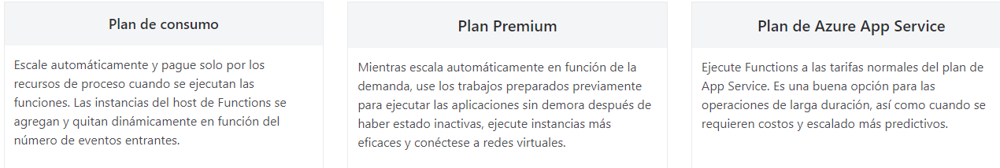 Plan de consumo
Escale automáticamente y pague solo por los
recursos de proceso cuando se ejecutan las
funciones. Las instancias del host de Functions se
agregan y quitan dinámicamente en función del
número de eventos entrantes.
Plan Premium
Mientras escala automáticamente en función de la
demanda, use los trabajos preparados previamente
para ejecutar las aplicaciones sin demora después de
haber estado inactivas, ejecute instancias más
eficaces y conéctese a redes virtuales.
Plan de Azure App Service
Ejecute Functions a las tarifas normales del plan de
App Service. Es una buena opción para las
operaciones de larga duración, así como cuando se
requieren costos y escalado más predictivos.